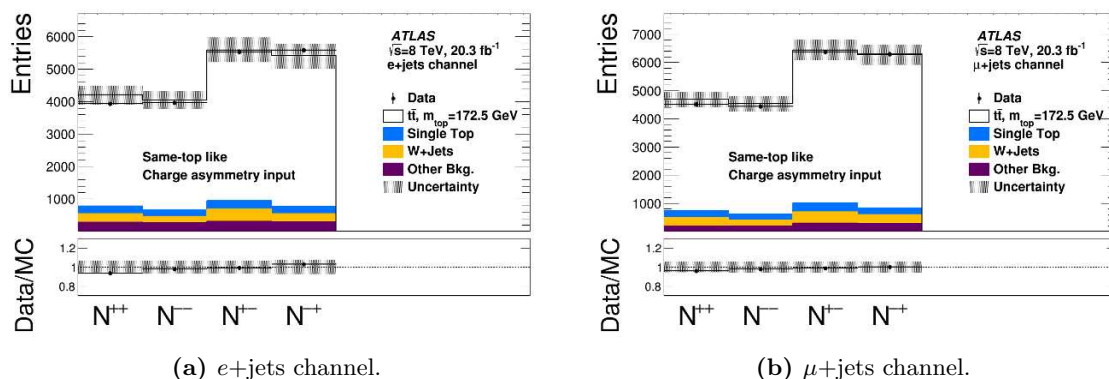 Entries
6000
5000
4000
3000
2000
1000
ATLAS
√s=8 TeV, 20.3 fb⁻¹
e+jets channel
Data
tt̄, m_top=172.5 GeV
Single Top
W+Jets
Other Bkg.
Uncertainty
Same-top like
Charge asymmetry input
Data/MC
1.2
1
0.8
N⁺⁺ N⁻⁻ N⁺⁻ N⁻⁺
(a) e+jets channel.
Entries
7000
6000
5000
4000
3000
2000
1000
ATLAS
√s=8 TeV, 20.3 fb⁻¹
μ+jets channel
Data
tt̄, m_top=172.5 GeV
Single Top
W+Jets
Other Bkg.
Uncertainty
Same-top like
Charge asymmetry input
Data/MC
1.2
1
0.8
N⁺⁺ N⁻⁻ N⁺⁻ N⁻⁺
(b) μ+jets channel.